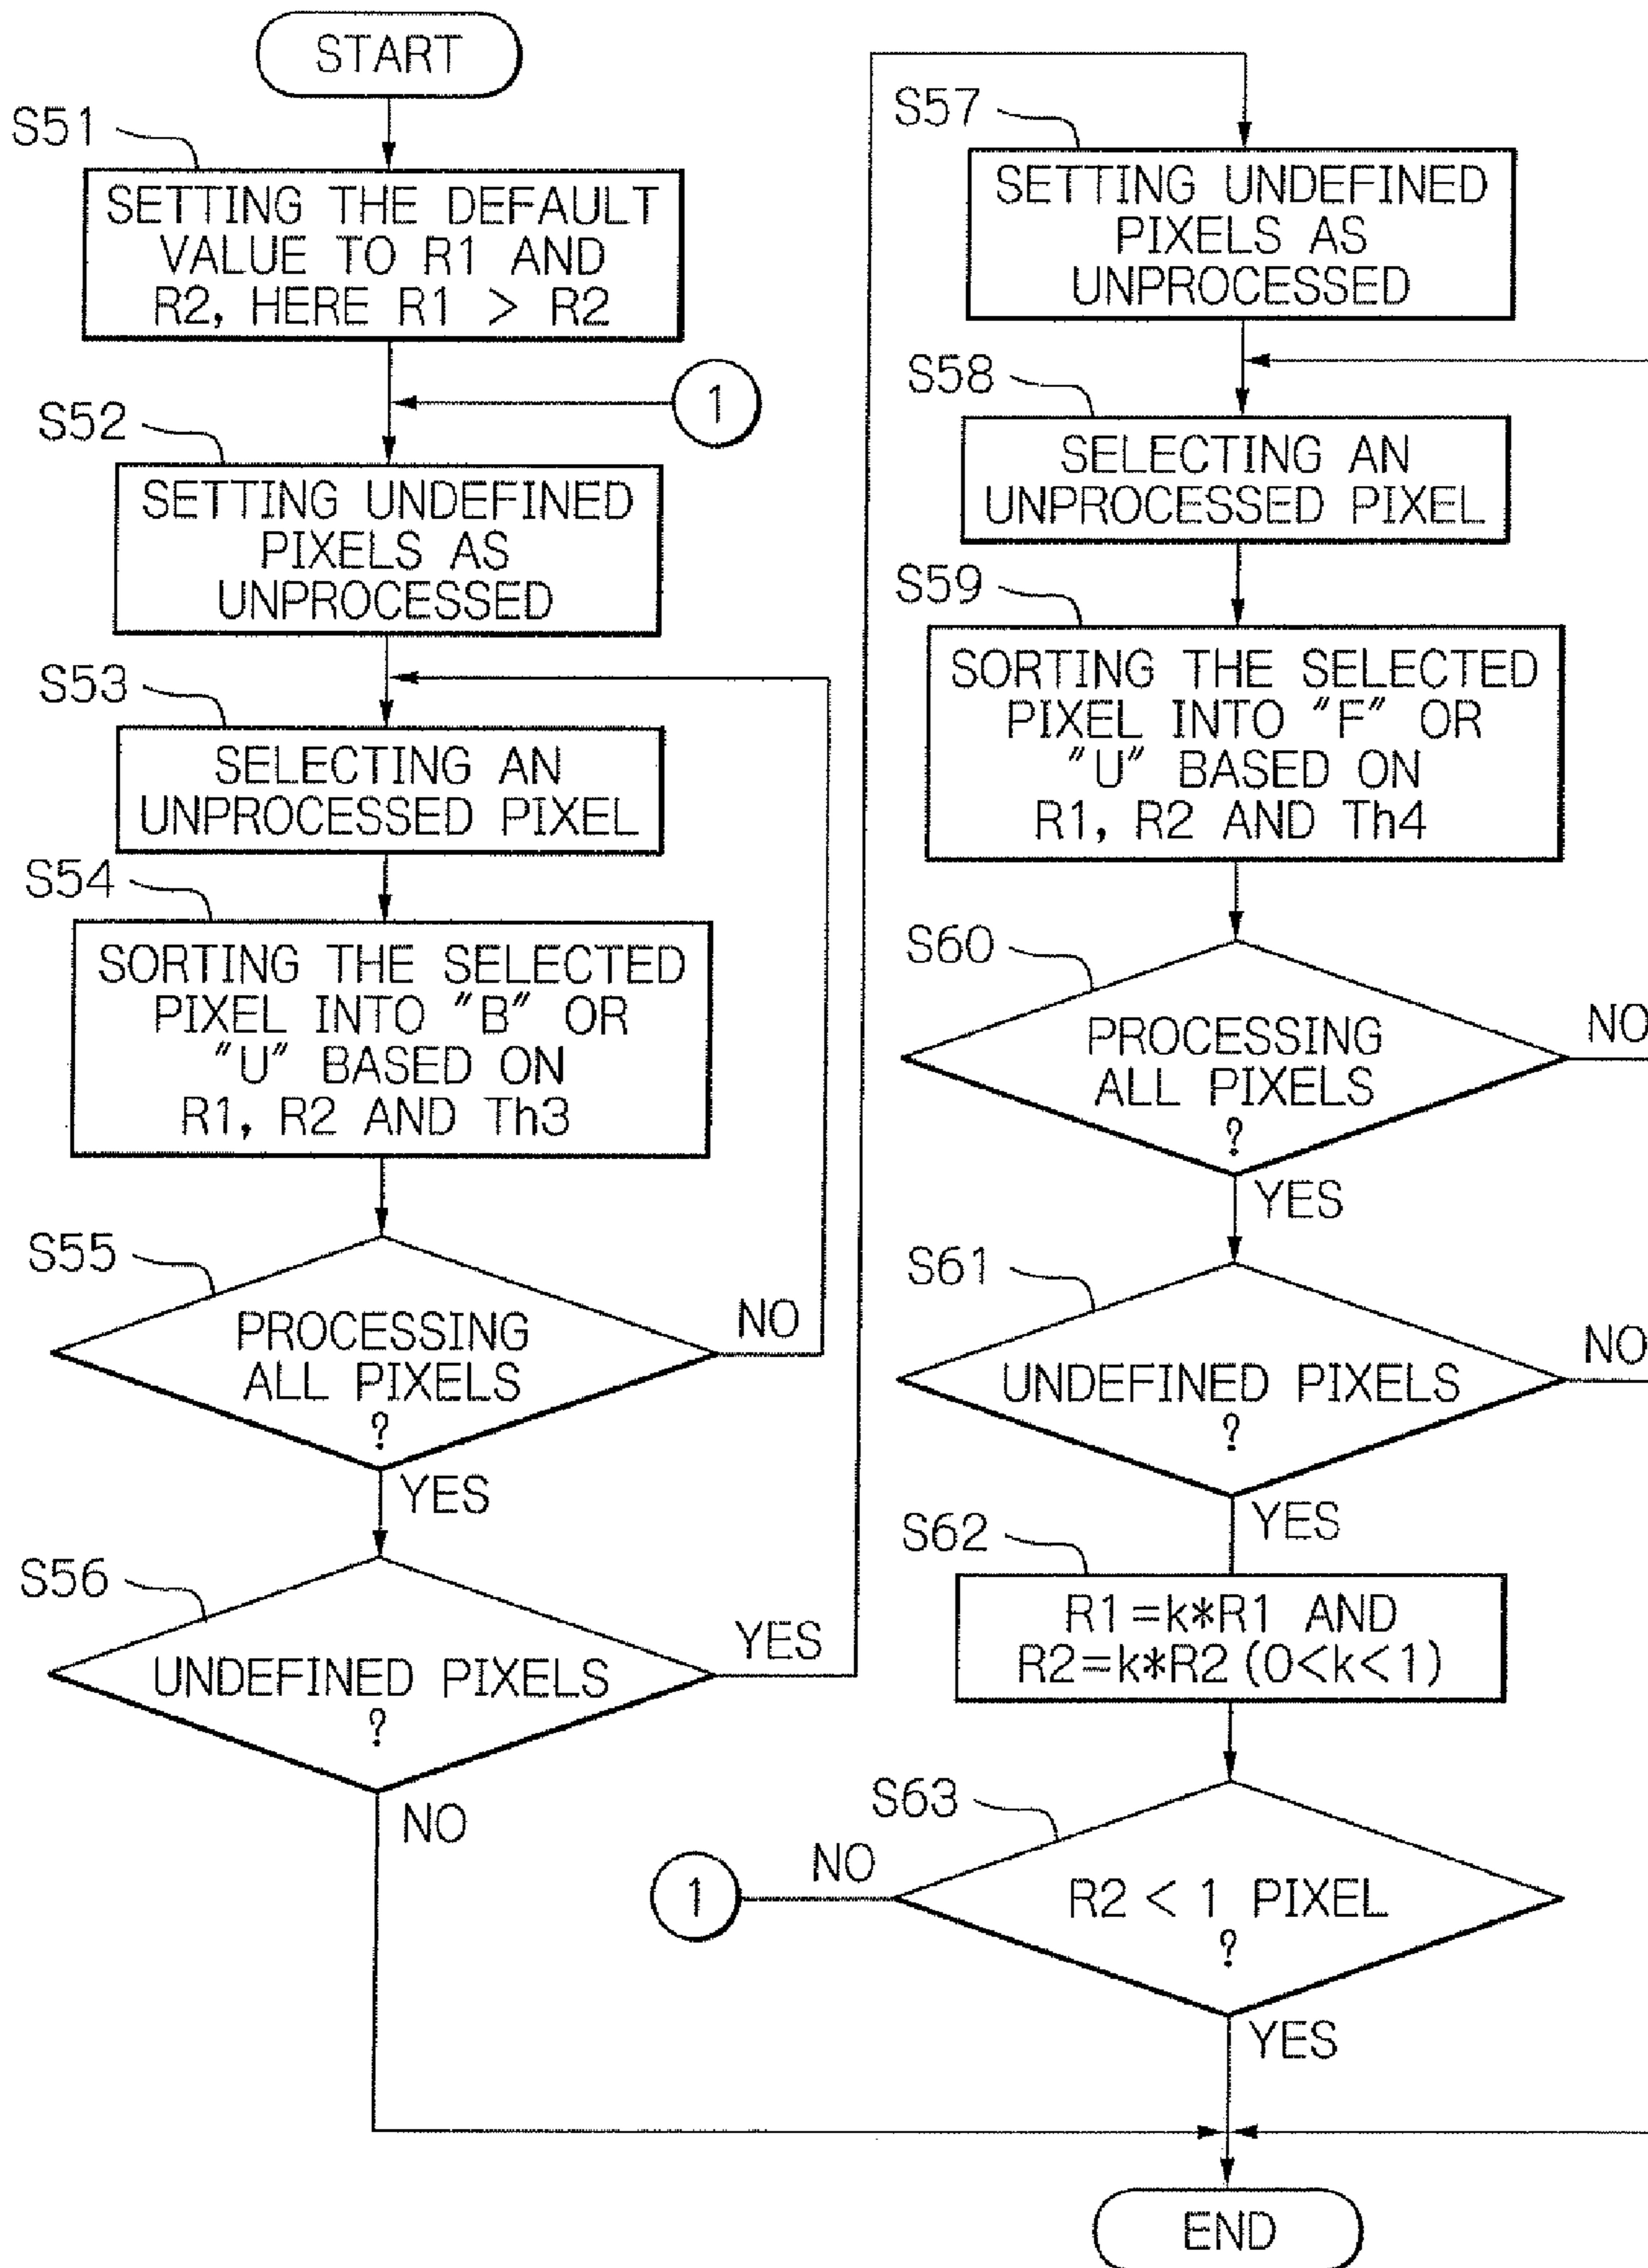 START
S51
SETTING THE DEFAULT
VALUE TO R1 AND
R2, HERE R1 > R2
1
S52
SETTING UNDEFINED
PIXELS AS
UNPROCESSED
S53
SELECTING AN
UNPROCESSED PIXEL
S54
SORTING THE SELECTED
PIXEL INTO "B" OR
"U" BASED ON
R1, R2 AND Th3
S55
PROCESSING
ALL PIXELS
?
NO
YES
S56
UNDEFINED PIXELS
?
YES
NO
S57
SETTING UNDEFINED
PIXELS AS
UNPROCESSED
S58
SELECTING AN
UNPROCESSED PIXEL
S59
SORTING THE SELECTED
PIXEL INTO "F" OR
"U" BASED ON
R1, R2 AND Th4
S60
PROCESSING
ALL PIXELS
?
NO
YES
S61
UNDEFINED PIXELS
?
NO
YES
S62
R1=k*R1 AND
R2=k*R2 (0<k<1)
S63
R2 < 1 PIXEL
?
NO
1
YES
END